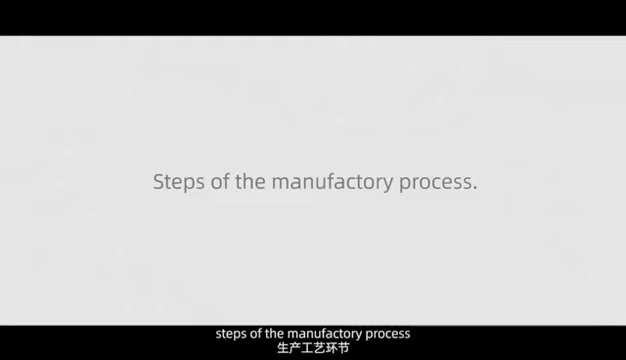 Steps of the manufactory process.
steps of the manufactory process
生产工艺环节